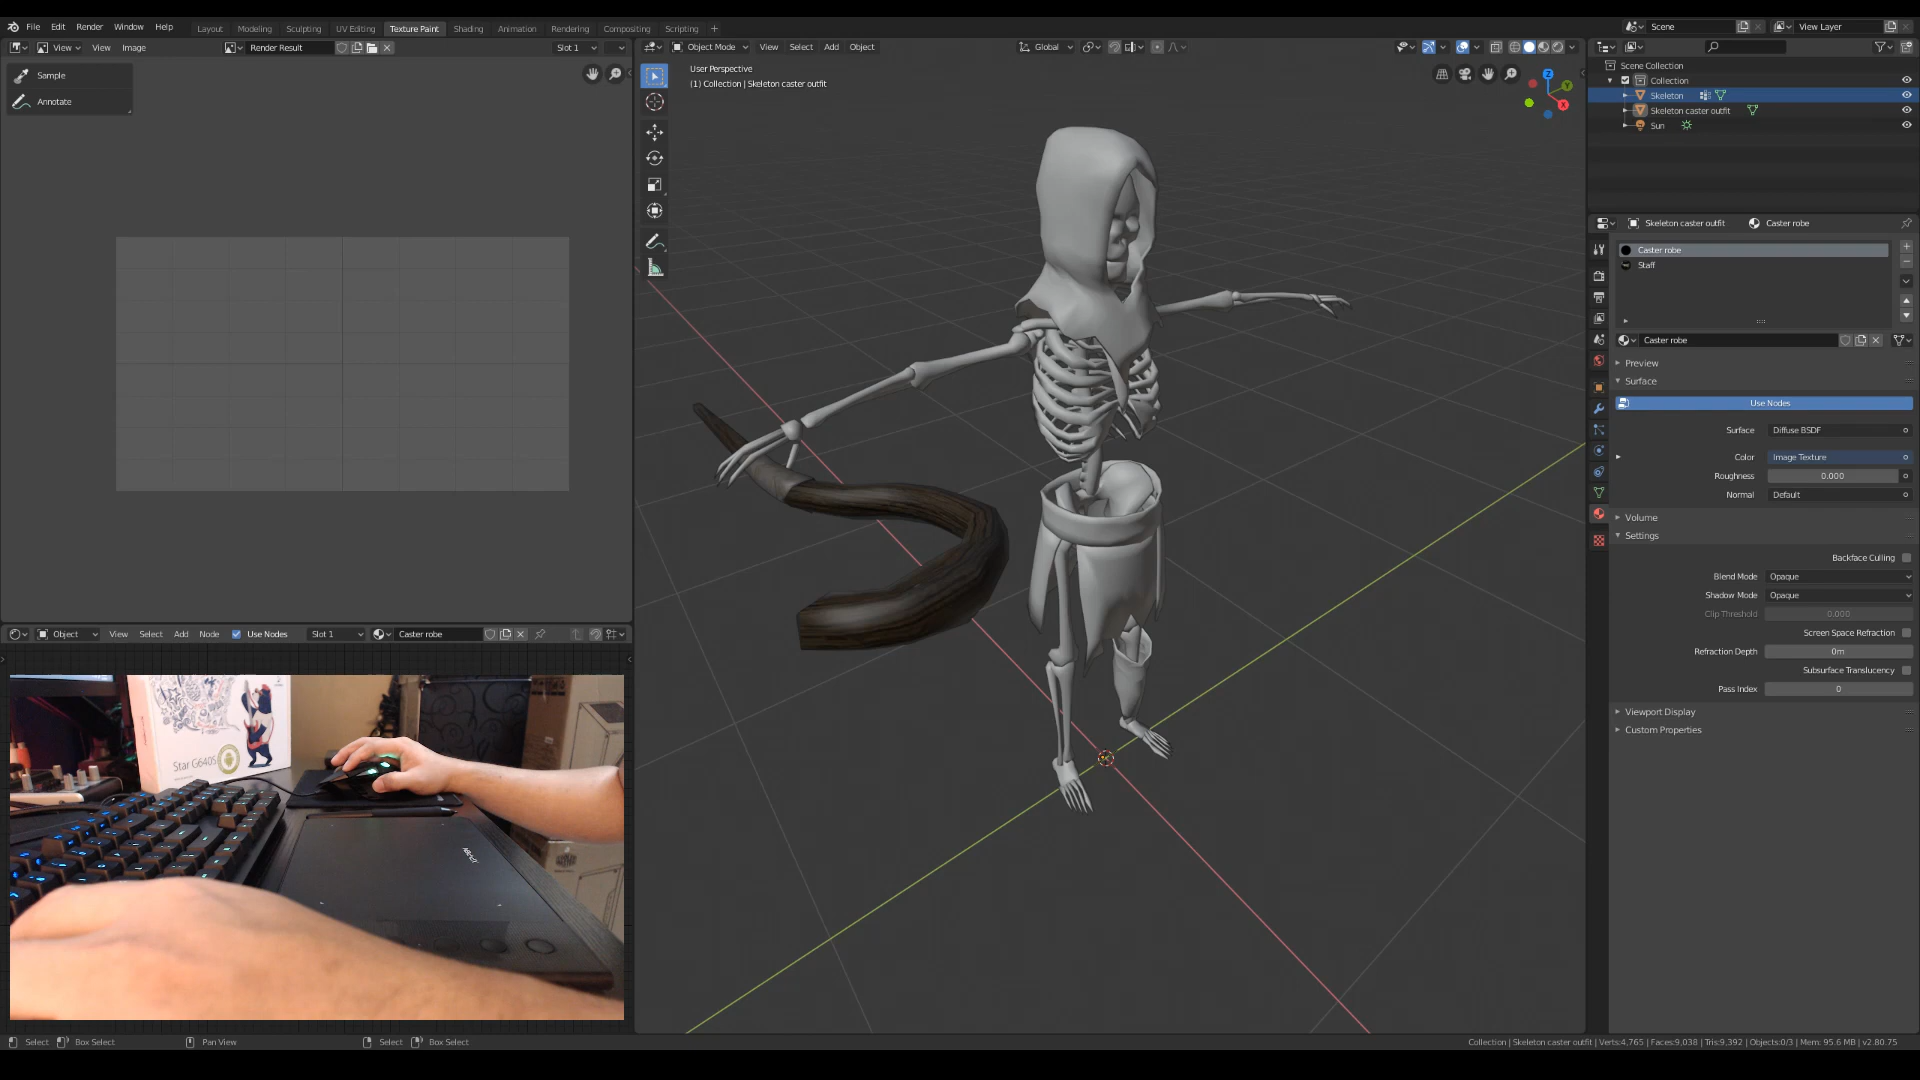 File Edit Render Window Help
Layout Modeling Sculpting UV Editing Texture Paint Shading Animation Rendering Compositing Scripting +
Scene
View Layer
View View Image
Render Result
Slot 1
Object Mode View Select Add Object
Global
Sample
Annotate
User Perspective
(1) Collection | Skeleton caster outfit
Z
Y
X
Scene Collection
Collection
Skeleton
Skeleton caster outfit
Sun
Skeleton caster outfit
Caster robe
Caster robe
Staff
Caster robe
Preview
Surface
Use Nodes
Surface Diffuse BSDF
Color Image Texture
Roughness 0.000
Normal Default
Volume
Settings
Backface Culling
Blend Mode Opaque
Shadow Mode Opaque
Clip Threshold 0.000
Screen Space Refraction
Refraction Depth 0m
Subsurface Translucency
Pass Index 0
Viewport Display
Custom Properties
Object View Select Add Node Use Nodes Slot 1 Caster robe
Star G640S
Select Box Select Pan View Select Box Select
Collection | Skeleton caster outfit | Verts:4,765 | Faces:9,038 | Tris:9,392 | Objects:0/3 | Mem: 95.6 MB | v2.80.75